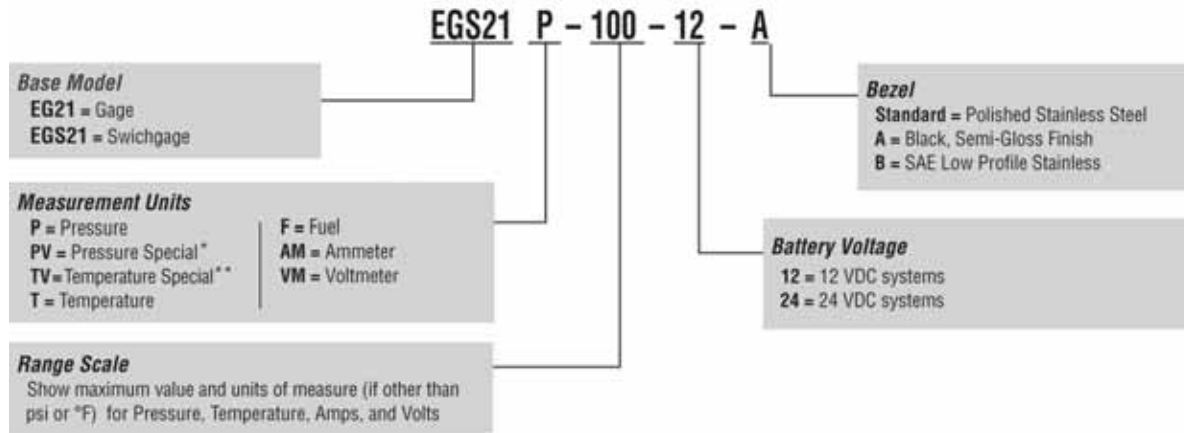 EGS21 P – 100 – 12 – A
Base Model
EG21 = Gage
EGS21 = Swichgage
Measurement Units
P = Pressure
PV = Pressure Special*
TV=Temperature Special**
T = Temperature
F = Fuel
AM = Ammeter
VM = Voltmeter
Range Scale
Show maximum value and units of measure (if other than
psi or °F) for Pressure, Temperature, Amps, and Volts
Bezel
Standard = Polished Stainless Steel
A = Black, Semi-Gloss Finish
B = SAE Low Profile Stainless
Battery Voltage
12 = 12 VDC systems
24 = 24 VDC systems